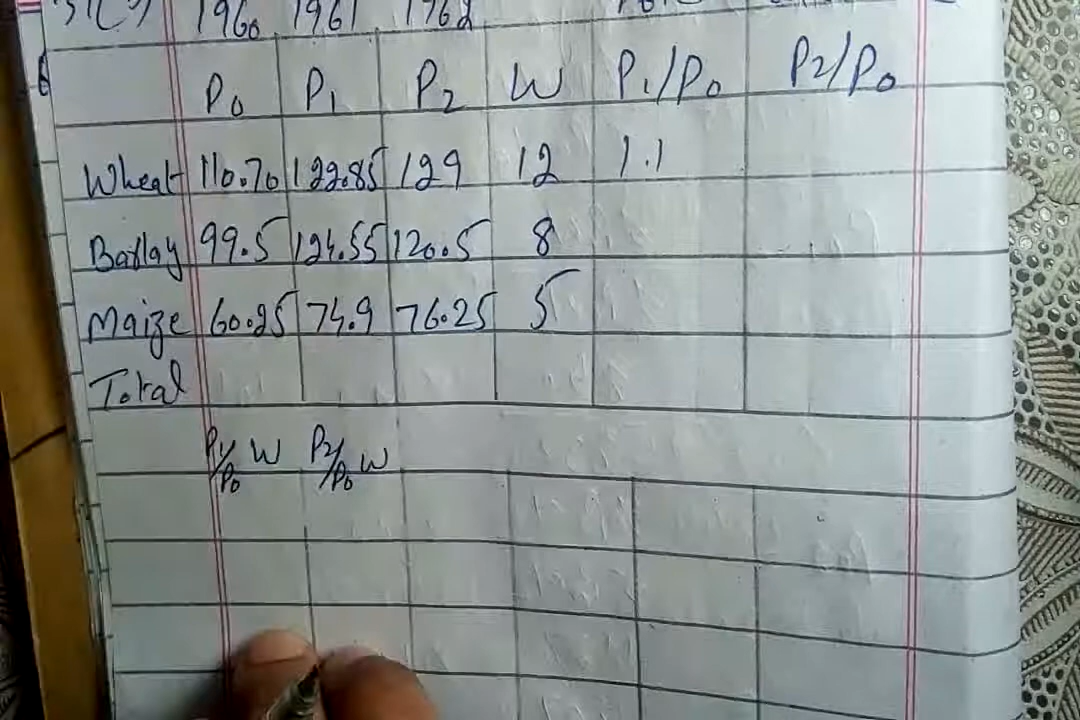 1960 1961 1962
P0 P1 P2 W P1/P0 P2/P0
Wheat 110.70 122.85 129 12 1.1
Barlay 99.5 124.55 120.5 8
Maize 60.25 74.9 76.25 5
Total
P1/P0 W P2/P0 W